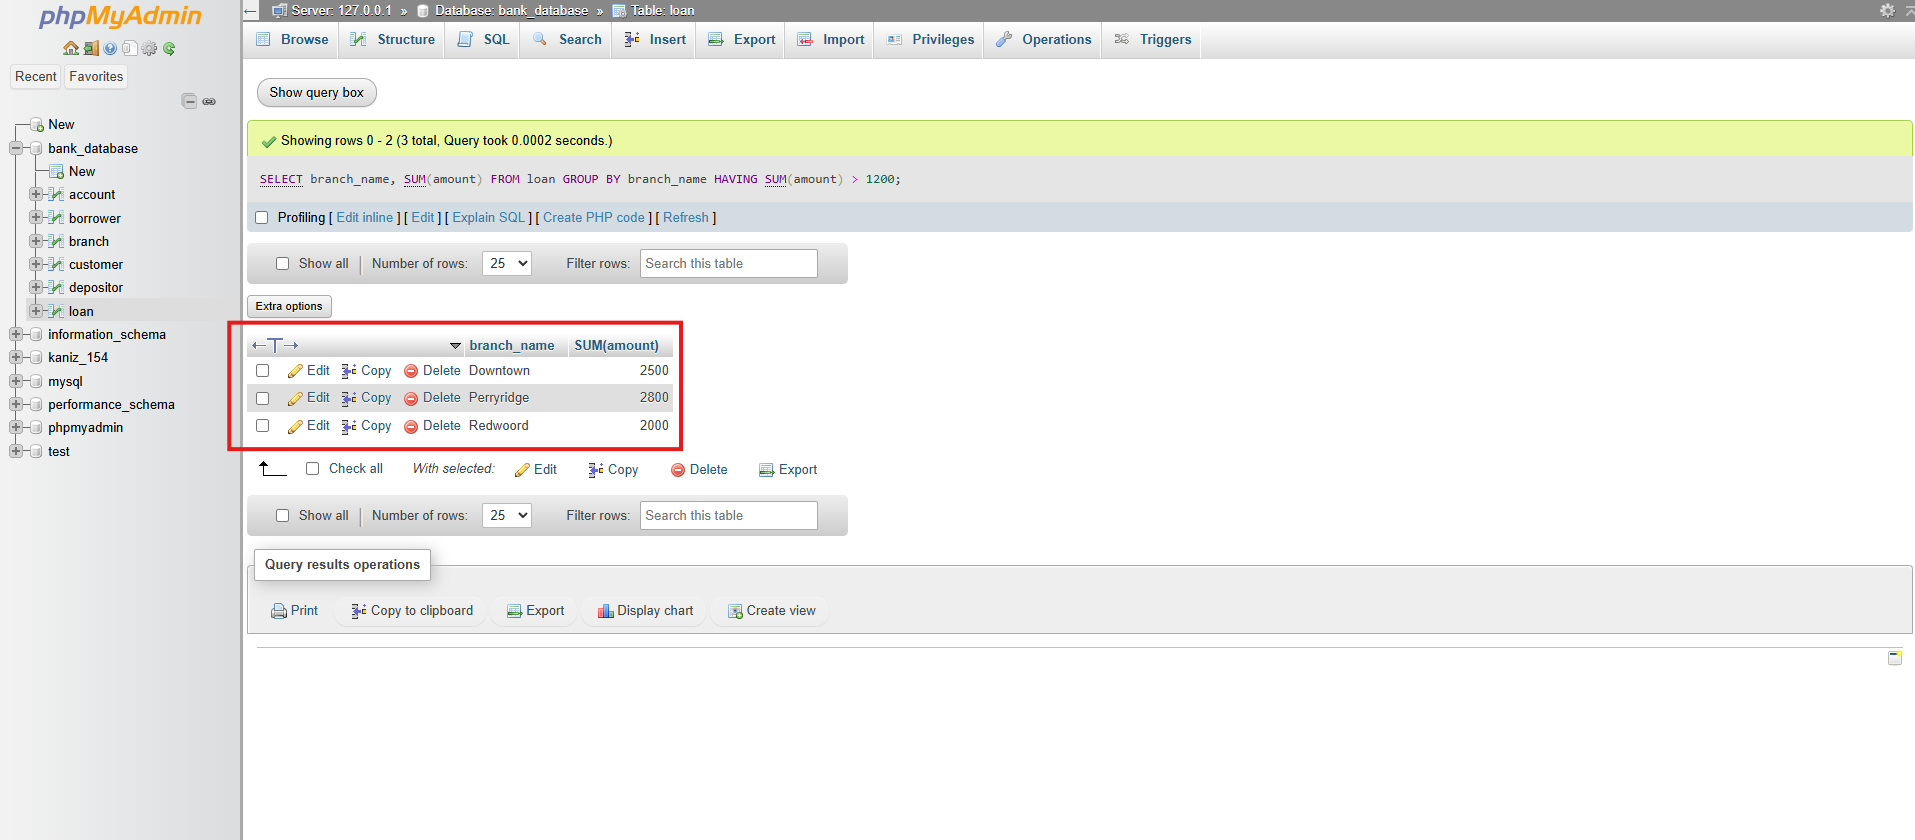 phpMyAdmin
Recent Favorites
New
bank_database
New
account
borrower
branch
customer
depositor
loan
information_schema
kaniz_154
mysql
performance_schema
phpmyadmin
test
Server: 127.0.0.1 » Database: bank_database » Table: loan
Browse Structure SQL Search Insert Export Import Privileges Operations Triggers
Show query box
Showing rows 0 - 2 (3 total, Query took 0.0002 seconds.)
SELECT branch_name, SUM(amount) FROM loan GROUP BY branch_name HAVING SUM(amount) > 1200;
Profiling [ Edit inline ] [ Edit ] [ Explain SQL ] [ Create PHP code ] [ Refresh ]
Show all Number of rows: 25 Filter rows: Search this table
Extra options
←T→ branch_name SUM(amount)
Edit Copy Delete Downtown 2500
Edit Copy Delete Perryridge 2800
Edit Copy Delete Redwoord 2000
Check all With selected: Edit Copy Delete Export
Show all Number of rows: 25 Filter rows: Search this table
Query results operations
Print Copy to clipboard Export Display chart Create view